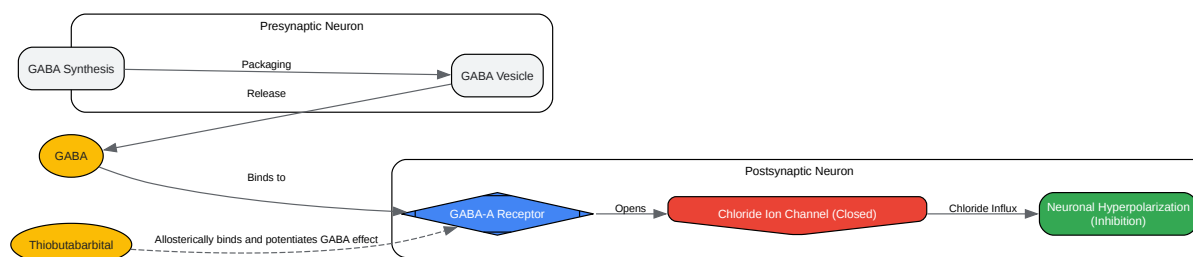 Presynaptic Neuron
GABA Synthesis
Packaging
GABA Vesicle
Release
GABA
Binds to
Postsynaptic Neuron
GABA-A Receptor
Opens
Chloride Ion Channel (Closed)
Chloride Influx
Neuronal Hyperpolarization
(Inhibition)
Thiobutabarbital
Allosterically binds and potentiates GABA effect